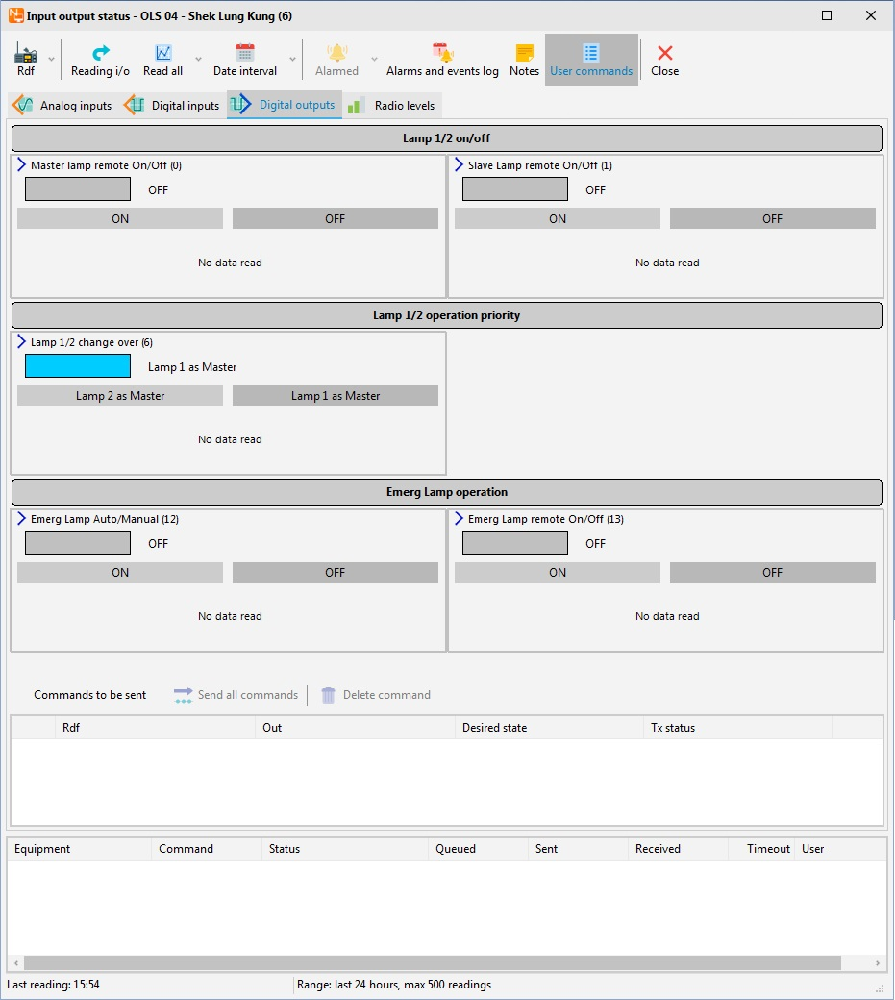 Input output status - OLS 04 - Shek Lung Kung (6)
Rdf Reading i/o Read all Date interval Alarmed Alarms and events log Notes User commands Close
Analog inputs Digital inputs Digital outputs Radio levels
Lamp 1/2 on/off
Master lamp remote On/Off (0) Slave Lamp remote On/Off (1)
OFF OFF
ON OFF ON OFF
No data read No data read
Lamp 1/2 operation priority
Lamp 1/2 change over (6)
Lamp 1 as Master
Lamp 2 as Master Lamp 1 as Master
No data read
Emerg Lamp operation
Emerg Lamp Auto/Manual (12) Emerg Lamp remote On/Off (13)
OFF OFF
ON OFF ON OFF
No data read No data read
Commands to be sent Send all commands Delete command
Rdf Out Desired state Tx status
Equipment Command Status Queued Sent Received Timeout User
Last reading: 15:54 Range: last 24 hours, max 500 readings